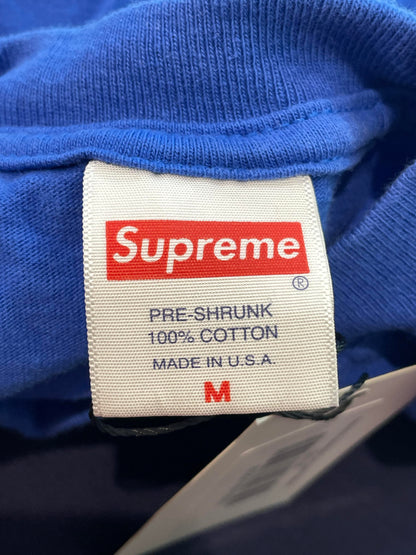 Supreme
®
PRE-SHRUNK
100% COTTON
MADE IN U.S.A.
M